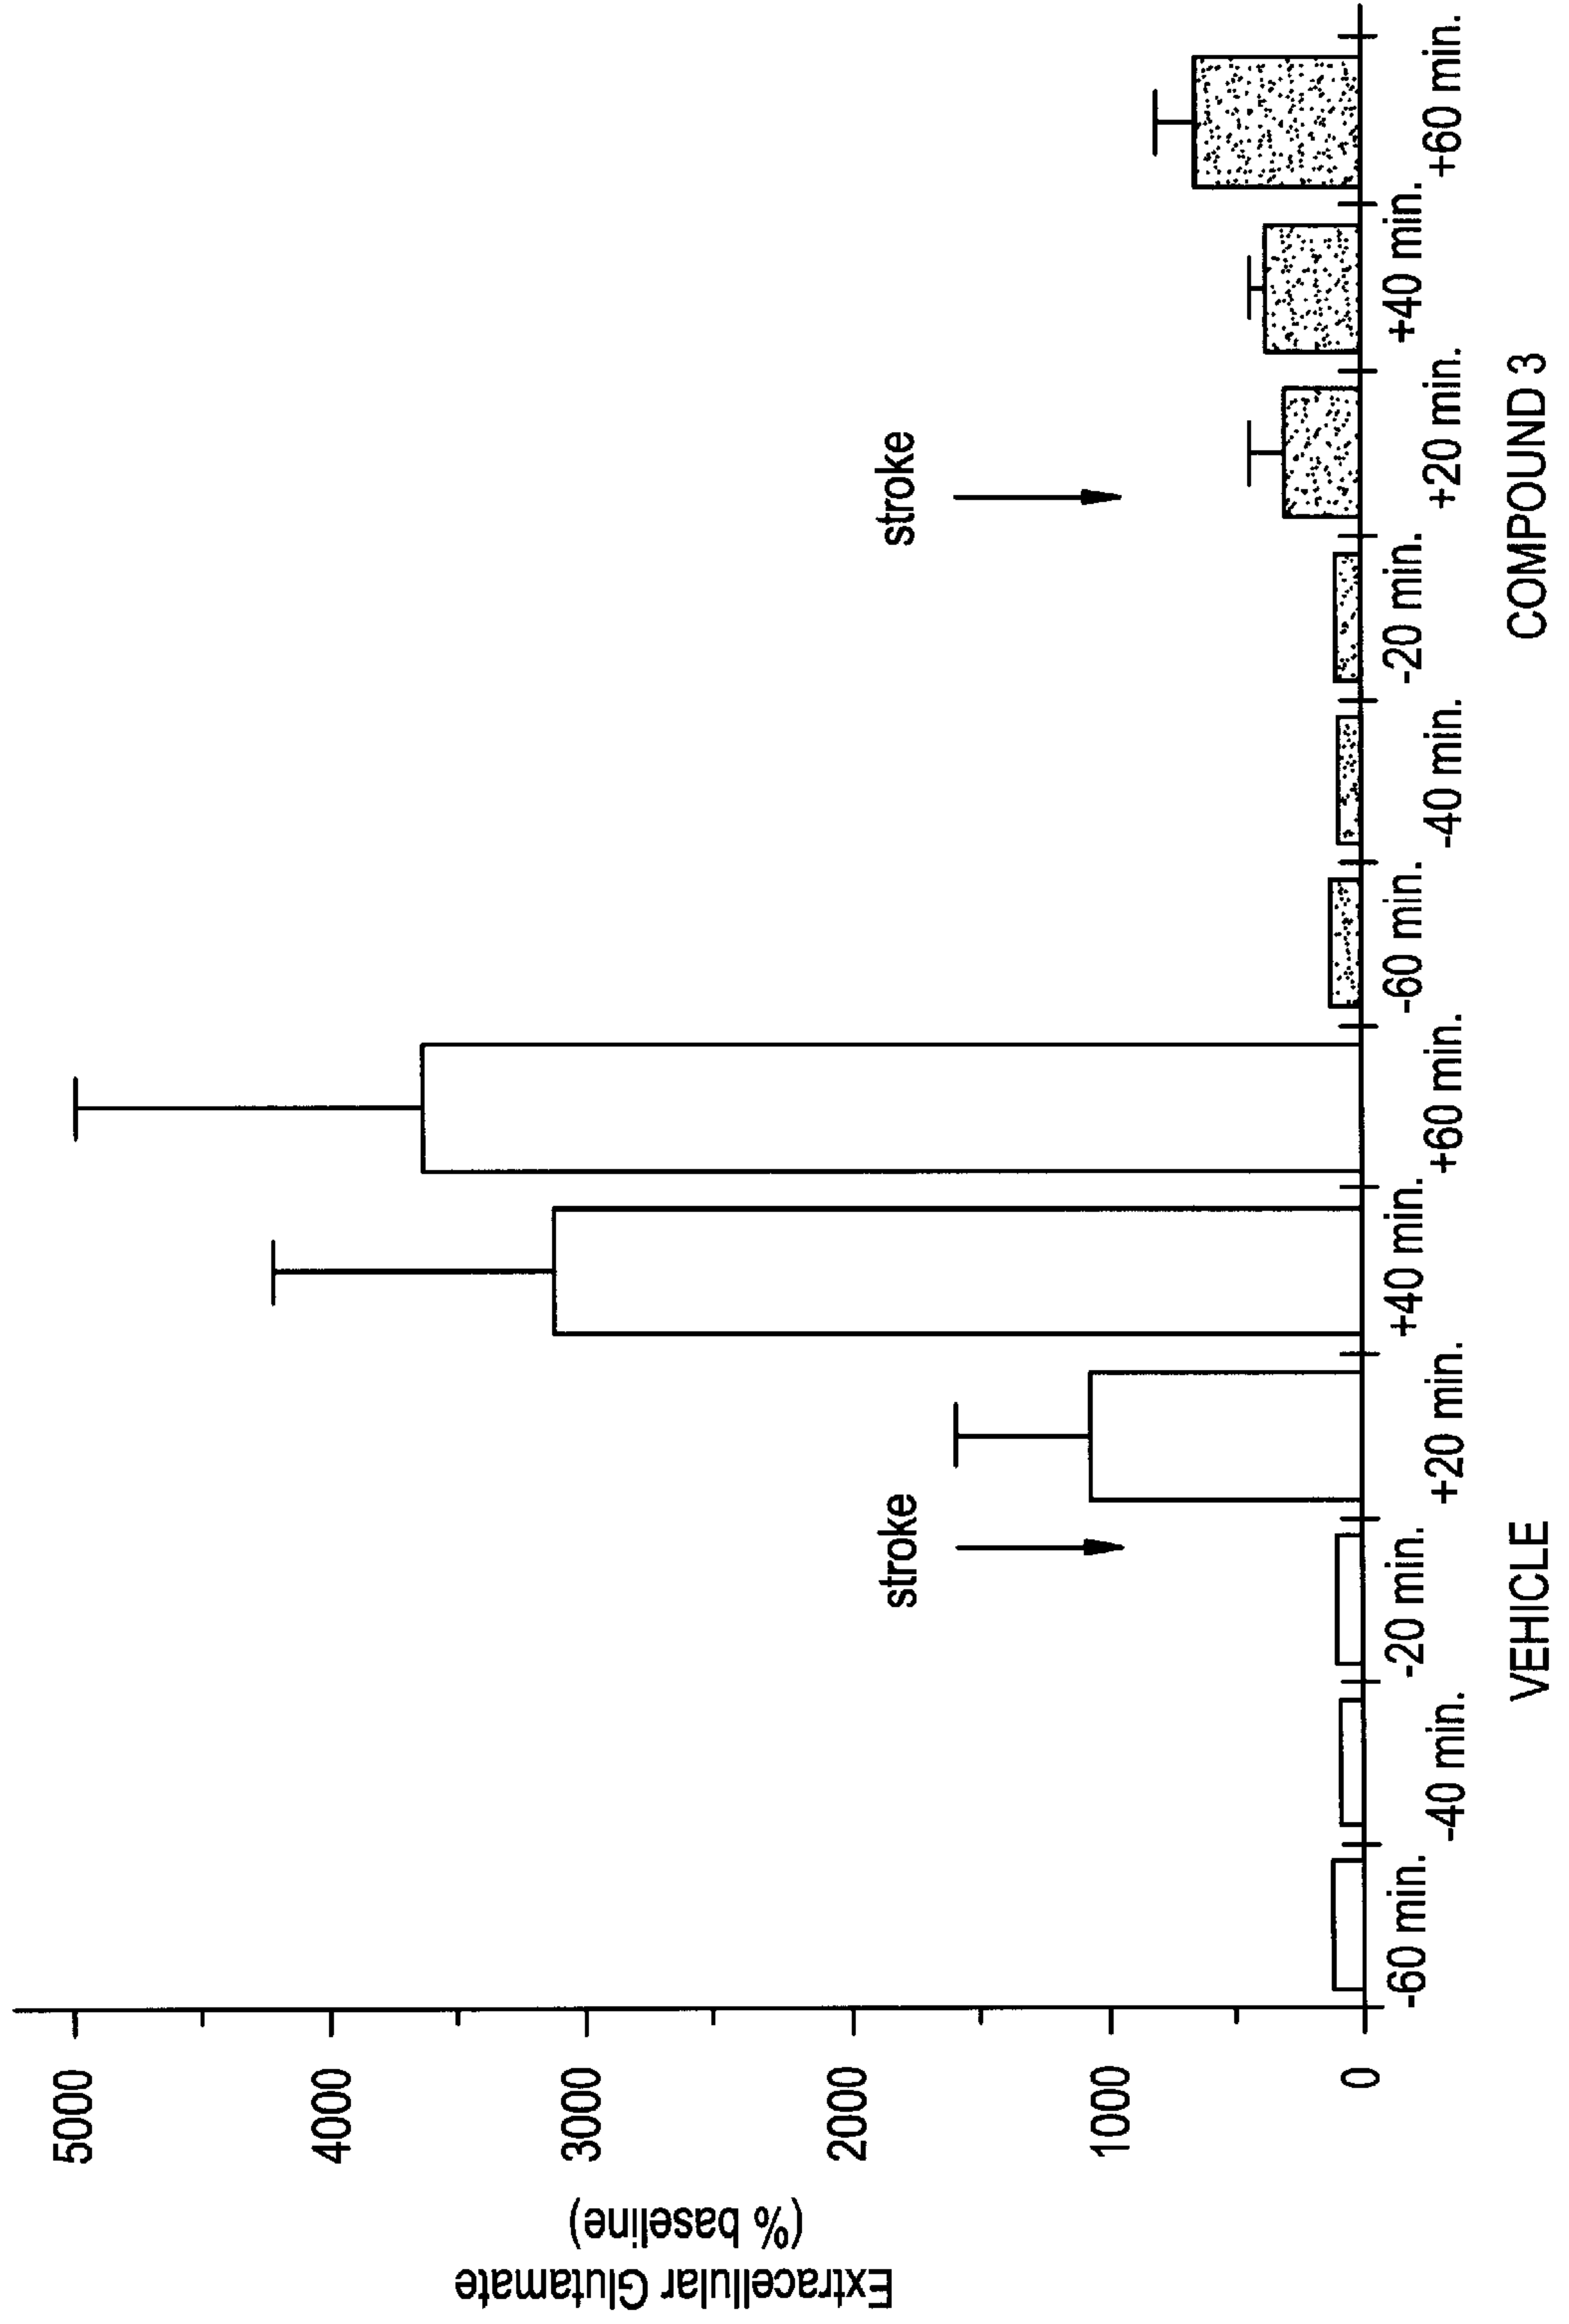 Extracellular Glutamate
(% baseline)
5000
4000
3000
2000
1000
0
stroke
stroke
-60 min.
-40 min.
-20 min.
+20 min.
+40 min.
+60 min.
-60 min.
-40 min.
-20 min.
+20 min.
+40 min.
+60 min.
VEHICLE
COMPOUND 3